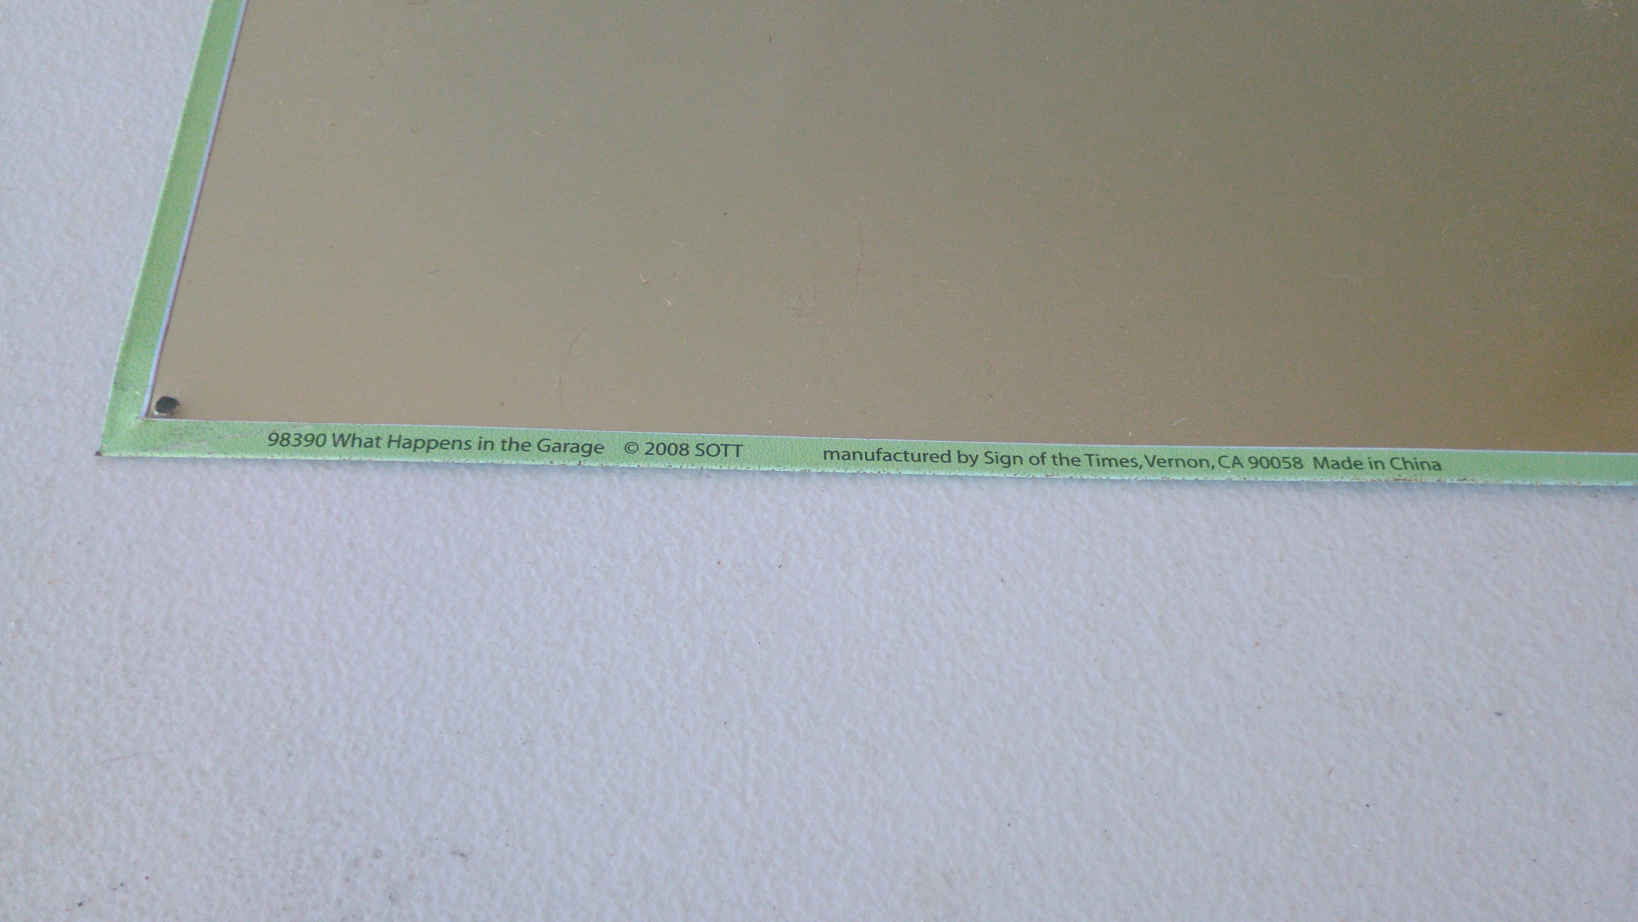 98390 What Happens in the Garage © 2008 SOTT manufactured by Sign of the Times, Vernon, CA 90058 Made in China